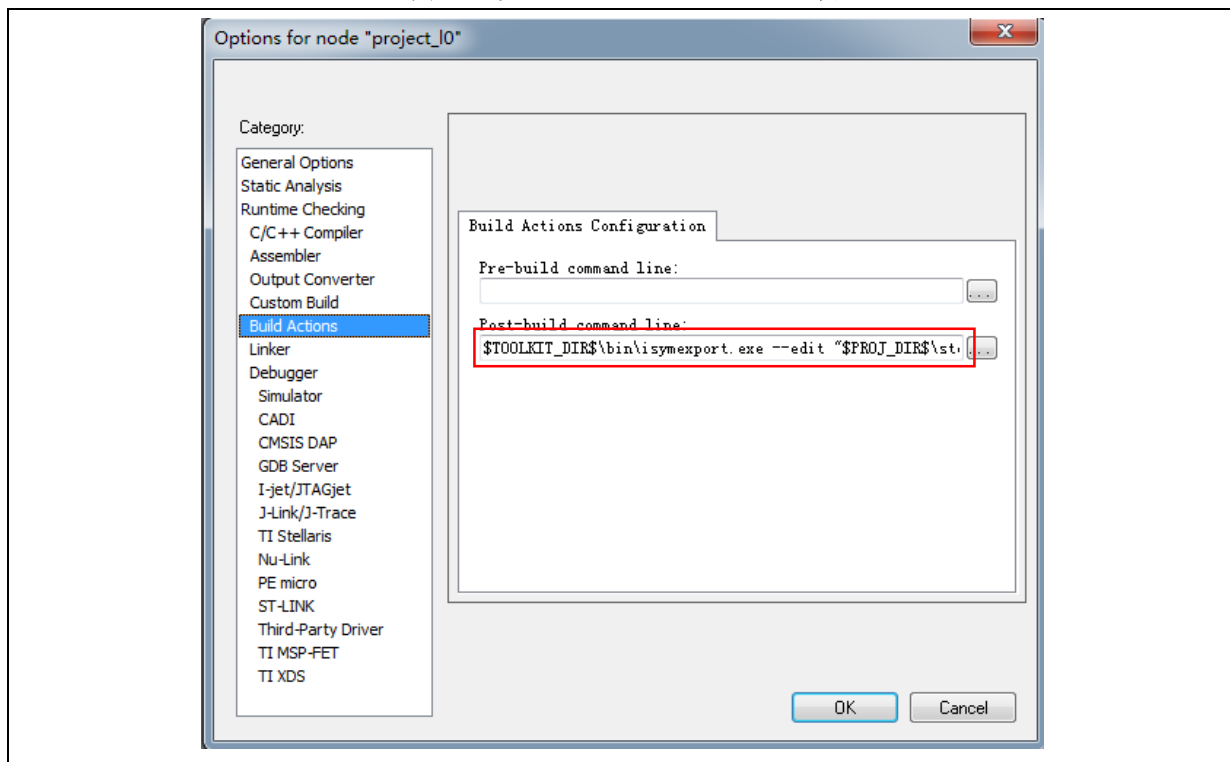 Options for node "project_l0"
Category:
General Options
Static Analysis
Runtime Checking
C/C++ Compiler
Assembler
Output Converter
Custom Build
Build Actions
Linker
Debugger
Simulator
CADI
CMSIS DAP
GDB Server
I-jet/JTAGjet
J-Link/J-Trace
TI Stellaris
Nu-Link
PE micro
ST-LINK
Third-Party Driver
TI MSP-FET
TI XDS
Build Actions Configuration
Pre-build command line:
...
Post-build command line:
$TOOLKIT_DIR$\bin\isymexport.exe --edit "$PROJ_DIR$\st
...
OK
Cancel